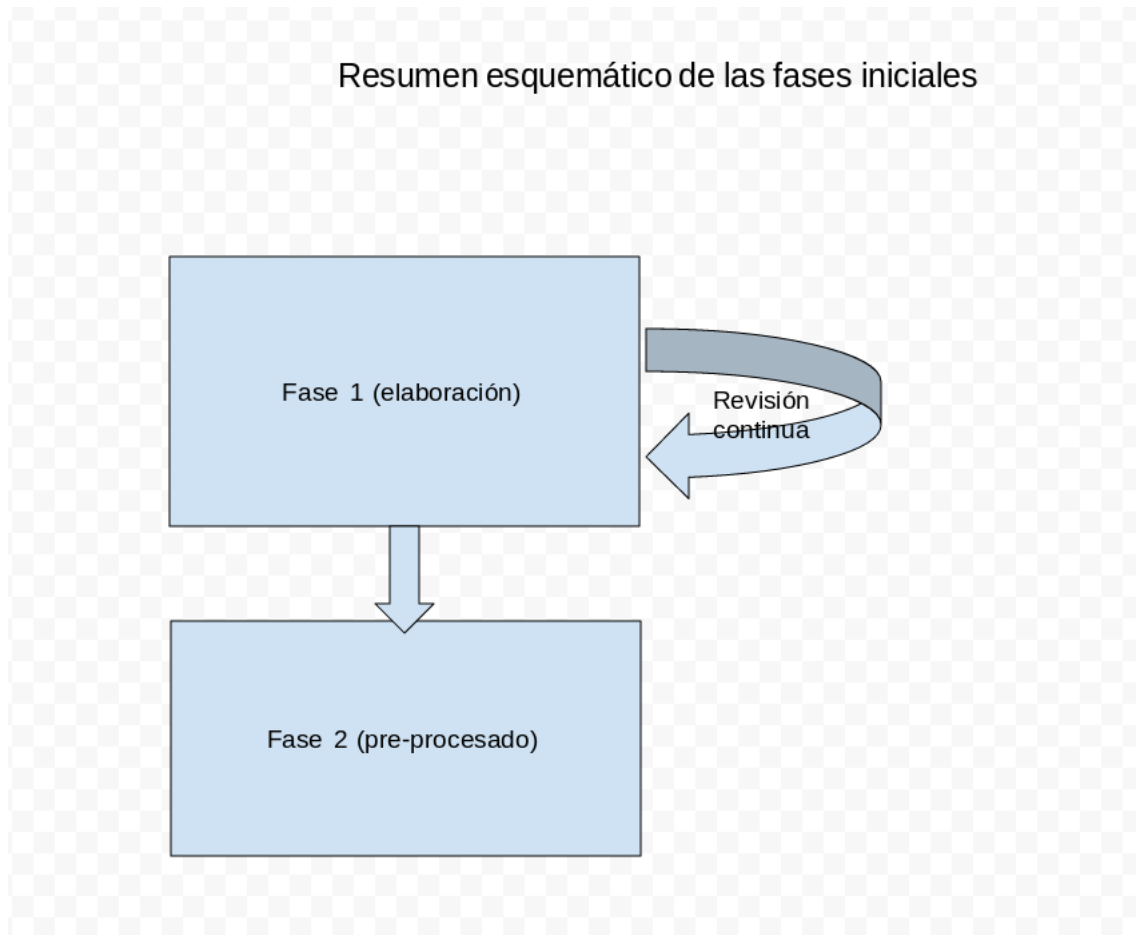 Resumen esquemático de las fases iniciales
Fase 1 (elaboración)
Revisión
continua
Fase 2 (pre-procesado)